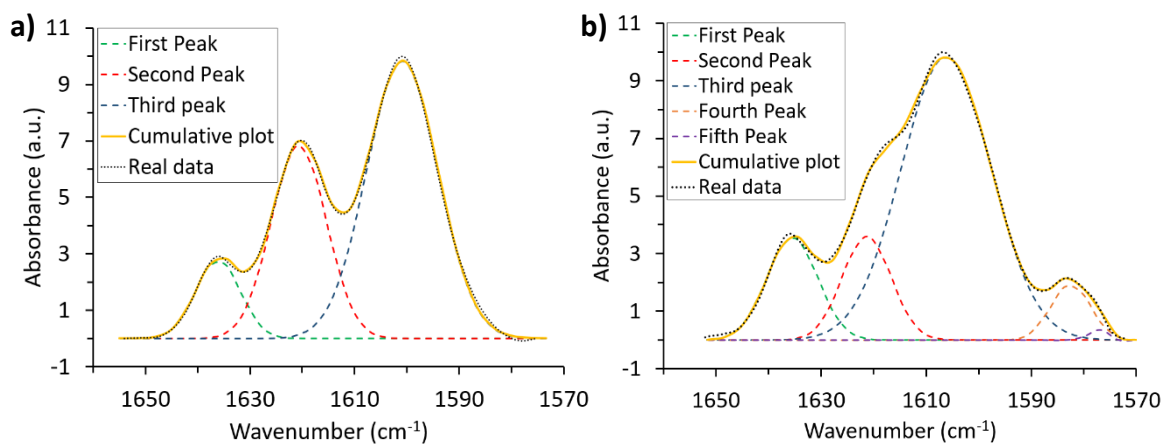 a)
11
9
7
5
3
1
-1
Absorbance (a.u.)
First Peak
Second Peak
Third peak
Cumulative plot
Real data
1650
1630
1610
1590
1570
Wavenumber (cm-1)
b)
11
9
7
5
3
1
-1
Absorbance (a.u.)
First Peak
Second Peak
Third peak
Fourth Peak
Fifth Peak
Cumulative plot
Real data
1650
1630
1610
1590
1570
Wavenumber (cm-1)